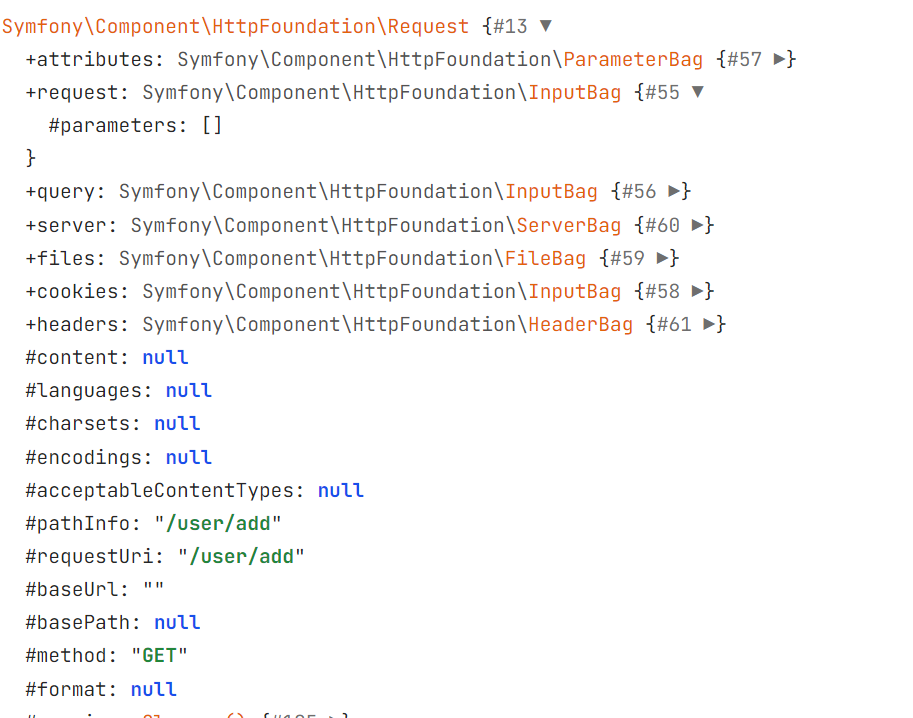 Symfony\Component\HttpFoundation\Request {#13 ▼
+attributes: Symfony\Component\HttpFoundation\ParameterBag {#57 ▶}
+request: Symfony\Component\HttpFoundation\InputBag {#55 ▼
#parameters: []
}
+query: Symfony\Component\HttpFoundation\InputBag {#56 ▶}
+server: Symfony\Component\HttpFoundation\ServerBag {#60 ▶}
+files: Symfony\Component\HttpFoundation\FileBag {#59 ▶}
+cookies: Symfony\Component\HttpFoundation\InputBag {#58 ▶}
+headers: Symfony\Component\HttpFoundation\HeaderBag {#61 ▶}
#content: null
#languages: null
#charsets: null
#encodings: null
#acceptableContentTypes: null
#pathInfo: "/user/add"
#requestUri: "/user/add"
#baseUrl: ""
#basePath: null
#method: "GET"
#format: null